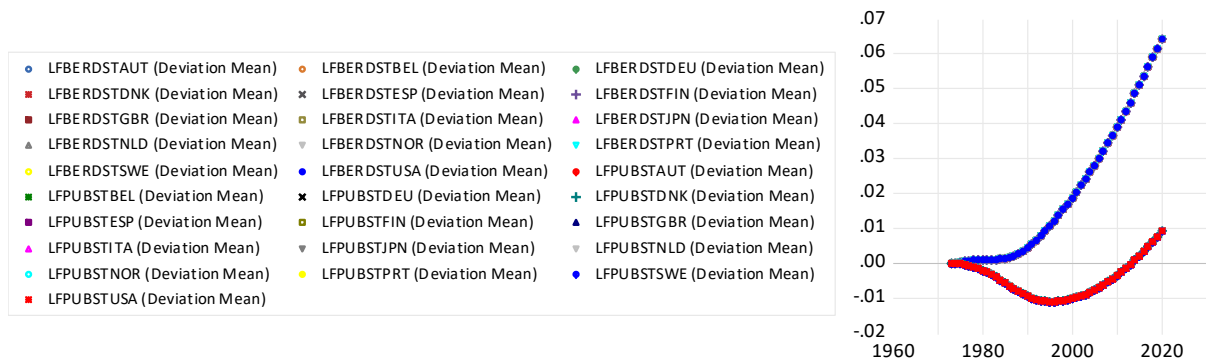 LFBERDSTAUT (Deviation Mean) LFBERDSTBEL (Deviation Mean) LFBERDSTDEU (Deviation Mean)
LFBERDSTDNK (Deviation Mean) LFBERDSTESP (Deviation Mean) LFBERDSTFIN (Deviation Mean)
LFBERDSTGBR (Deviation Mean) LFBERDSTITA (Deviation Mean) LFBERDSTJPN (Deviation Mean)
LFBERDSTNLD (Deviation Mean) LFBERDSTNOR (Deviation Mean) LFBERDSTPRT (Deviation Mean)
LFBERDSTSWE (Deviation Mean) LFBERDSTUSA (Deviation Mean) LFPUBSTAUT (Deviation Mean)
LFPUBSTBEL (Deviation Mean) LFPUBSTDEU (Deviation Mean) LFPUBSTDNK (Deviation Mean)
LFPUBSTESP (Deviation Mean) LFPUBSTFIN (Deviation Mean) LFPUBSTGBR (Deviation Mean)
LFPUBSTITA (Deviation Mean) LFPUBSTJPN (Deviation Mean) LFPUBSTNLD (Deviation Mean)
LFPUBSTNOR (Deviation Mean) LFPUBSTPRT (Deviation Mean) LFPUBSTSWE (Deviation Mean)
LFPUBSTUSA (Deviation Mean)
.07
.06
.05
.04
.03
.02
.01
.00
-.01
-.02
1960 1980 2000 2020